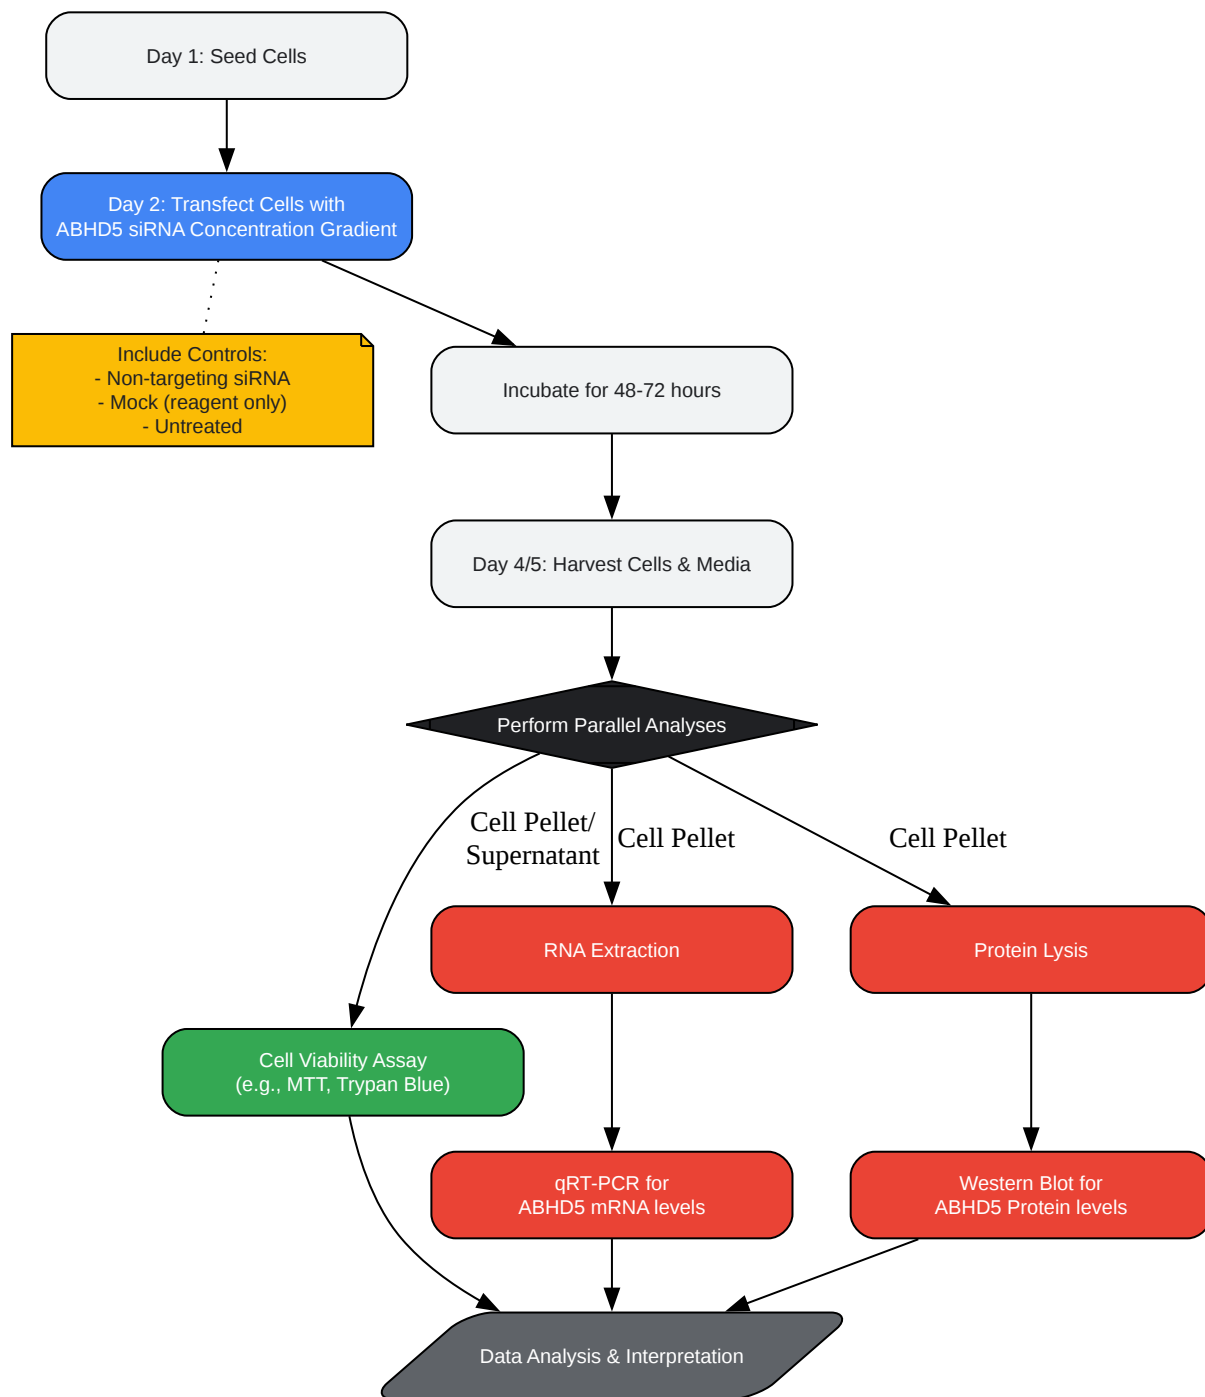 Day 1: Seed Cells
Day 2: Transfect Cells with
ABHD5 siRNA Concentration Gradient
Include Controls:
- Non-targeting siRNA
- Mock (reagent only)
- Untreated
Incubate for 48-72 hours
Day 4/5: Harvest Cells & Media
Perform Parallel Analyses
Cell Pellet/
Supernatant
Cell Pellet
Cell Pellet
RNA Extraction
Protein Lysis
Cell Viability Assay
(e.g., MTT, Trypan Blue)
qRT-PCR for
ABHD5 mRNA levels
Western Blot for
ABHD5 Protein levels
Data Analysis & Interpretation